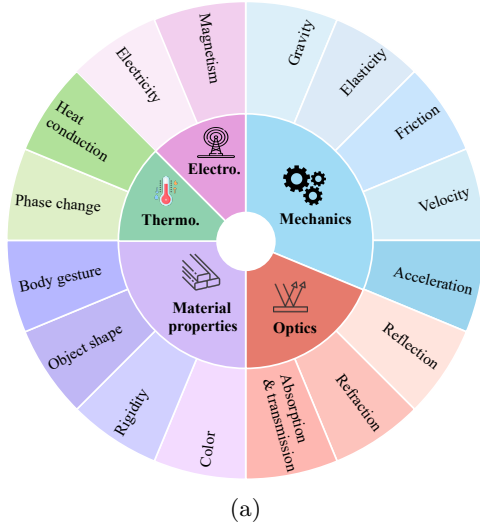 Gravity
Elasticity
Friction
Velocity
Acceleration
Reflection
Refraction
Absorption
& transmission
Color
Rigidity
Object shape
Body gesture
Phase change
Heat
conduction
Electricity
Magnetism
Electro.
Mechanics
Optics
Material
properties
Thermo.
(a)